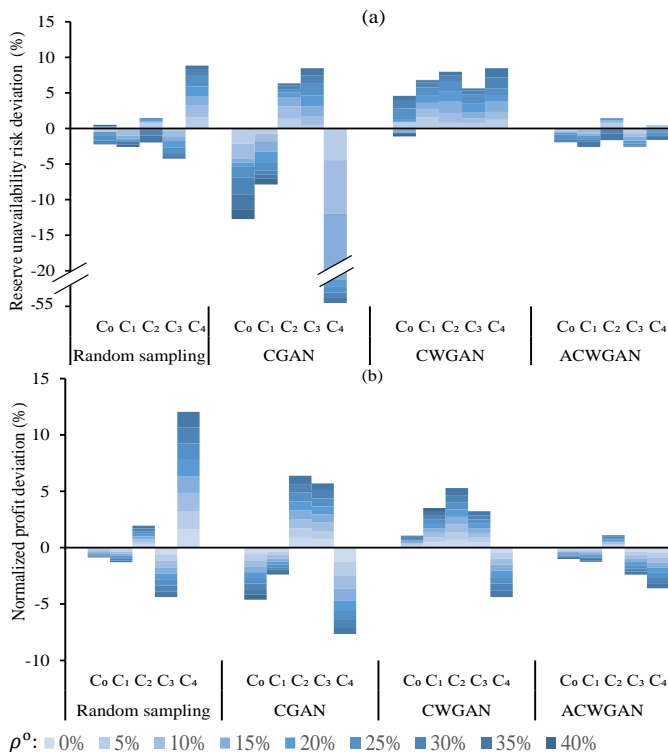 (a)
Reserve unavailability risk deviation (%)
15
10
5
0
-5
-10
-15
-20
-55
C₀ C₁ C₂ C₃ C₄ C₀ C₁ C₂ C₃ C₄ C₀ C₁ C₂ C₃ C₄ C₀ C₁ C₂ C₃ C₄
Random sampling CGAN CWGAN ACWGAN
(b)
Normalized profit deviation (%)
15
10
5
0
-5
-10
C₀ C₁ C₂ C₃ C₄ C₀ C₁ C₂ C₃ C₄ C₀ C₁ C₂ C₃ C₄ C₀ C₁ C₂ C₃ C₄
Random sampling CGAN CWGAN ACWGAN
ρº: 0% 5% 10% 15% 20% 25% 30% 35% 40%